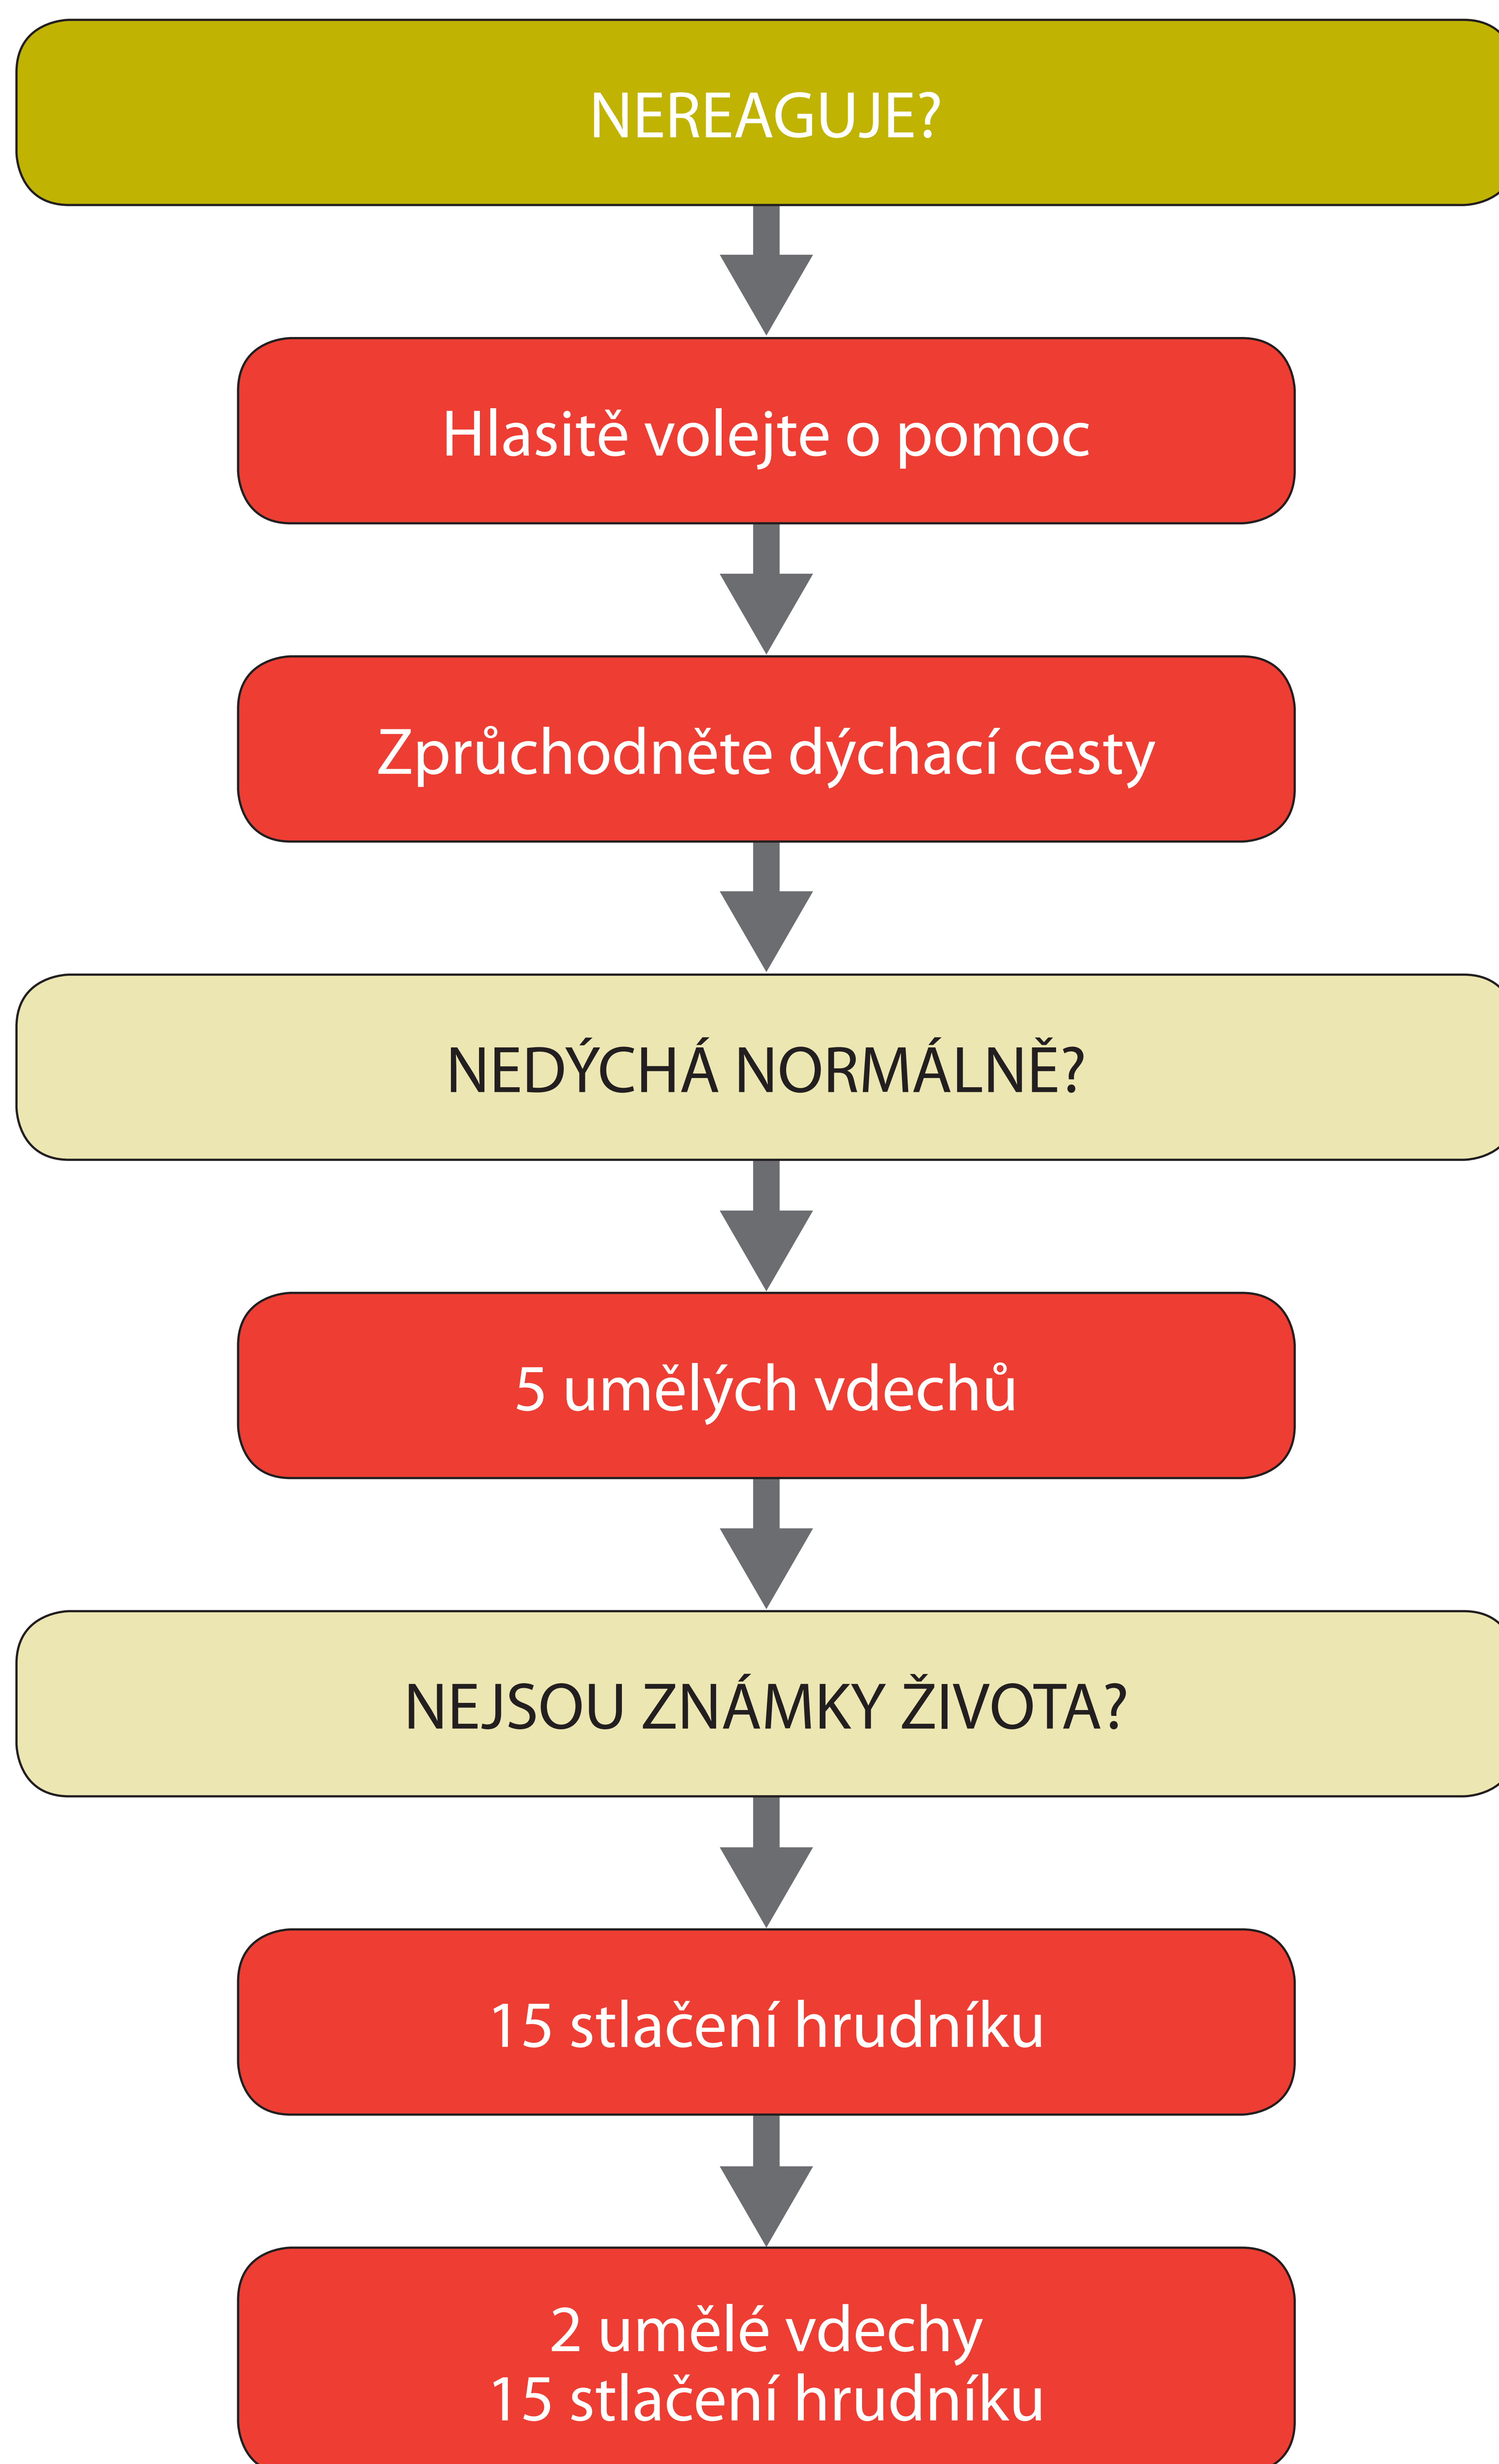 NEREAGUJE?
Hlasitě volejte o pomoc
Zprůchodněte dýchací cesty
NEDÝCHÁ NORMÁLNĚ?
5 umělých vdechů
NEJSOU ZNÁMKY ŽIVOTA?
15 stlačení hrudníku
2 umělé vdechy
15 stlačení hrudníku